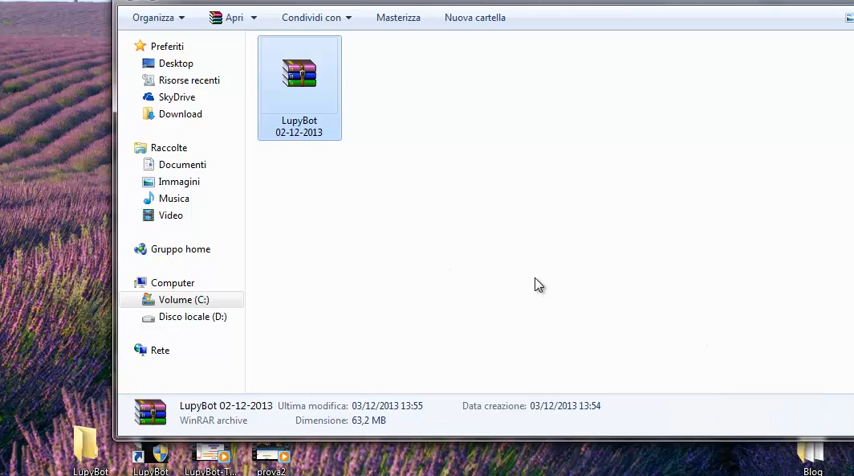 Organizza
Apri
Condividi con
Masterizza
Nuova cartella
Preferiti
Desktop
Risorse recenti
SkyDrive
Download
Raccolte
Documenti
Immagini
Musica
Video
Gruppo home
Computer
Volume (C:)
Disco locale (D:)
Rete
LupyBot
02-12-2013
LupyBot 02-12-2013 Ultima modifica: 03/12/2013 13:55 Data creazione: 03/12/2013 13:54
WinRAR archive Dimensione: 63,2 MB
LupyBot
LupyBot
LupyBot-T...
prova2
Blog